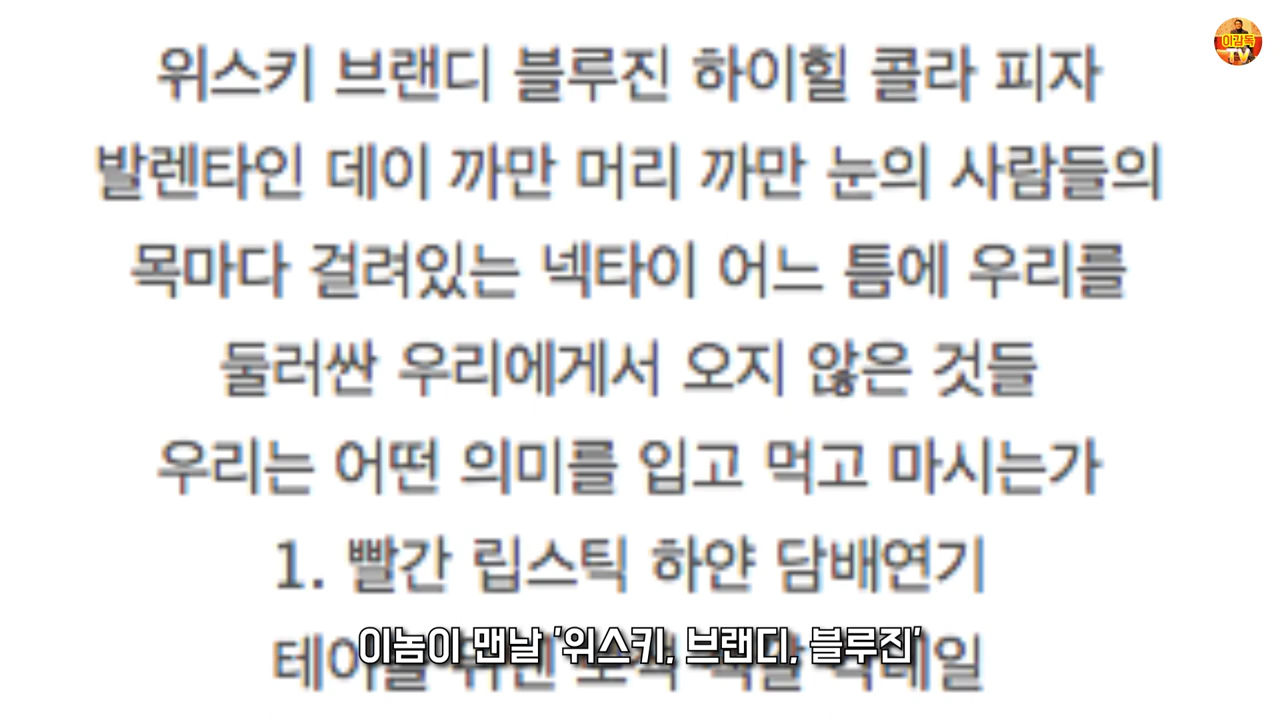 이감독
TV
위스키 브랜디 블루진 하이힐 콜라 피자
발렌타인 데이 까만 머리 까만 눈의 사람들의
목마다 걸려있는 넥타이 어느 틈에 우리를
둘러싼 우리에게서 오지 않은 것들
우리는 어떤 의미를 입고 먹고 마시는가
1. 빨간 립스틱 하얀 담배연기
이놈이 맨날 '위스키, 브랜디, 블루진'